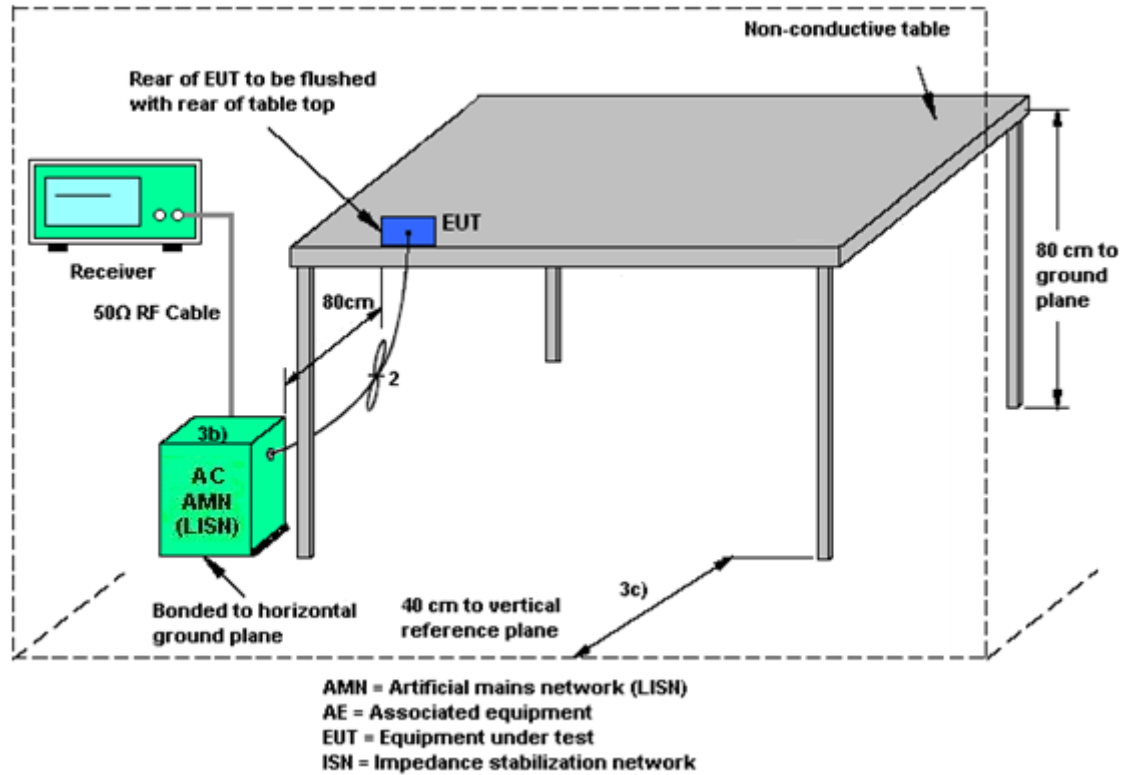 Non-conductive table
Rear of EUT to be flushed
with rear of table top
EUT
Receiver
80cm
80 cm to
ground
plane
50Ω RF Cable
2
3b)
AC
AMN
(LISN)
3c)
Bonded to horizontal
ground plane
40 cm to vertical
reference plane
AMN = Artificial mains network (LISN)
AE = Associated equipment
EUT = Equipment under test
ISN = Impedance stabilization network